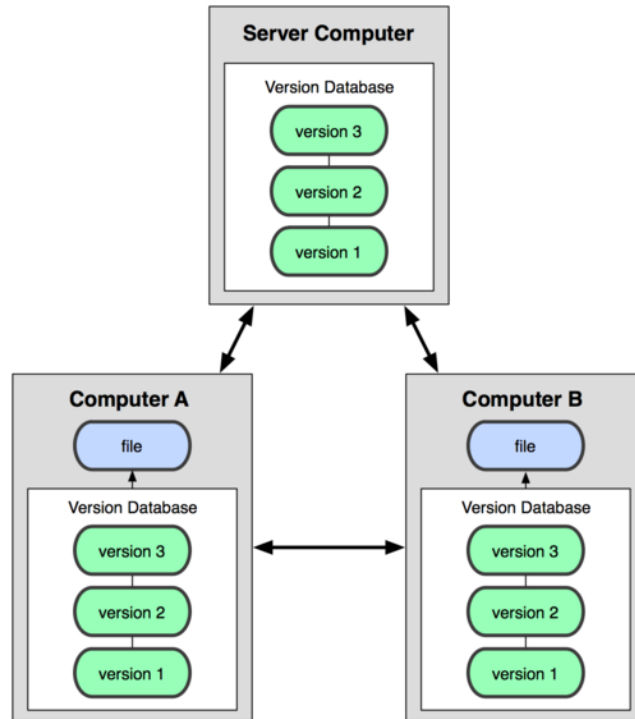 Server Computer
Version Database
version 3
version 2
version 1
Computer A
file
Version Database
version 3
version 2
version 1
Computer B
file
Version Database
version 3
version 2
version 1